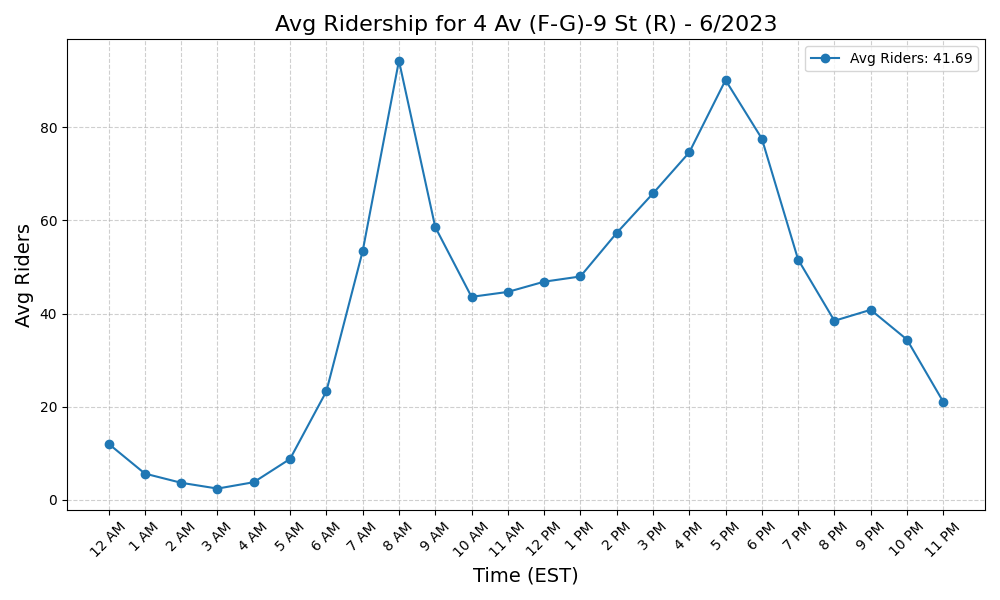 Avg Ridership for 4 Av (F-G)-9 St (R) - 6/2023
Avg Riders: 41.69
Avg Riders
80
60
40
20
0
12 AM
1 AM
2 AM
3 AM
4 AM
5 AM
6 AM
7 AM
8 AM
9 AM
10 AM
11 AM
12 PM
1 PM
2 PM
3 PM
4 PM
5 PM
6 PM
7 PM
8 PM
9 PM
10 PM
11 PM
Time (EST)